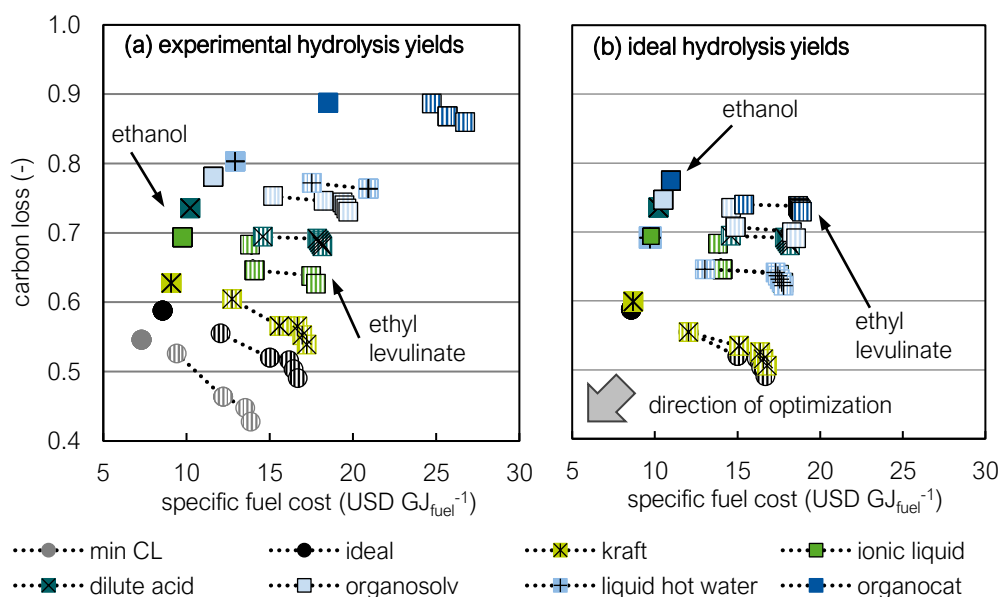 (a) experimental hydrolysis yields
(b) ideal hydrolysis yields
1.0
0.9
0.8
0.7
0.6
0.5
0.4
carbon loss (-)
ethanol
ethyl
levulinate
ethanol
ethyl
levulinate
direction of optimization
5 10 15 20 25 30
5 10 15 20 25 30
specific fuel cost (USD GJfuel-1)
specific fuel cost (USD GJfuel-1)
min CL ideal kraft ionic liquid
dilute acid organosolv liquid hot water organocat